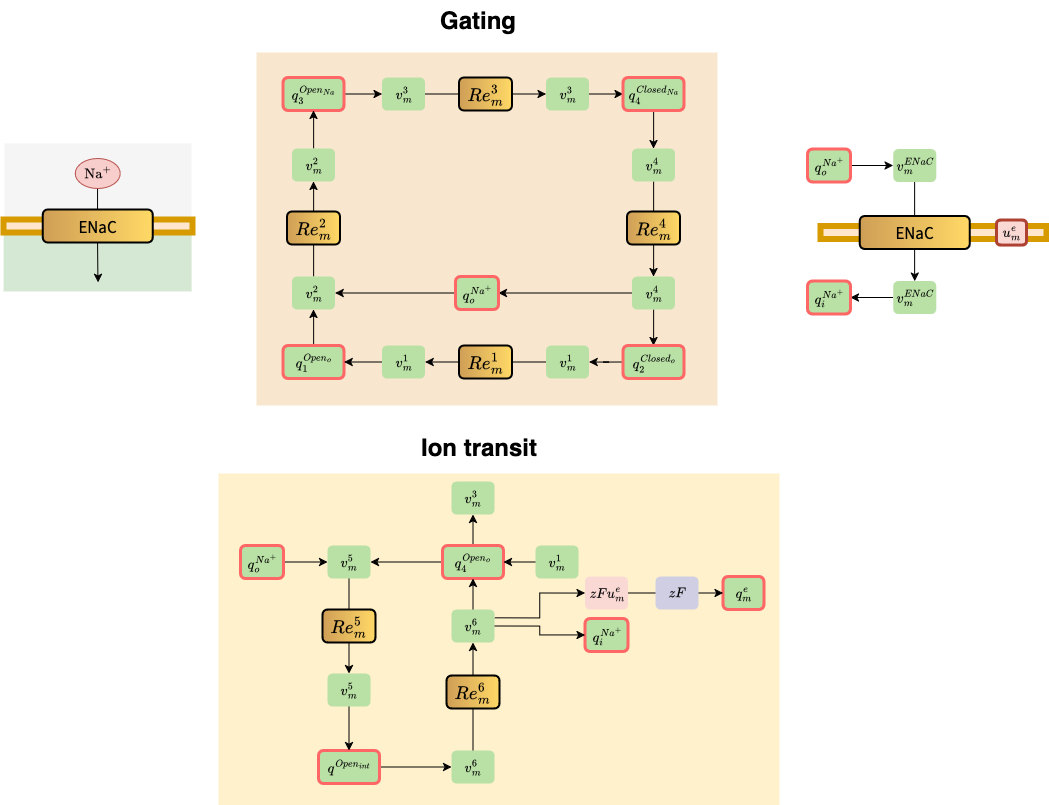 Gating
q_3^{Open_{Na}} v_m^3 Re_m^3 v_m^3 q_4^{Closed_{Na}}
Na^+
v_m^2 v_m^4
q_o^{Na^+} v_m^{ENaC}
ENaC
Re_m^2 Re_m^4
ENaC u_m^e
v_m^2 q_o^{Na^+} v_m^4
q_i^{Na^+} v_m^{ENaC}
q_1^{Open_o} v_m^1 Re_m^1 v_m^1 q_2^{Closed_o}
Ion transit
v_m^3
q_o^{Na^+} v_m^5 q_4^{Open_o} v_m^1
zFu_m^e zF q_m^e
Re_m^5 v_m^6 q_i^{Na^+}
v_m^5 Re_m^6
q^{Open_{int}} v_m^6